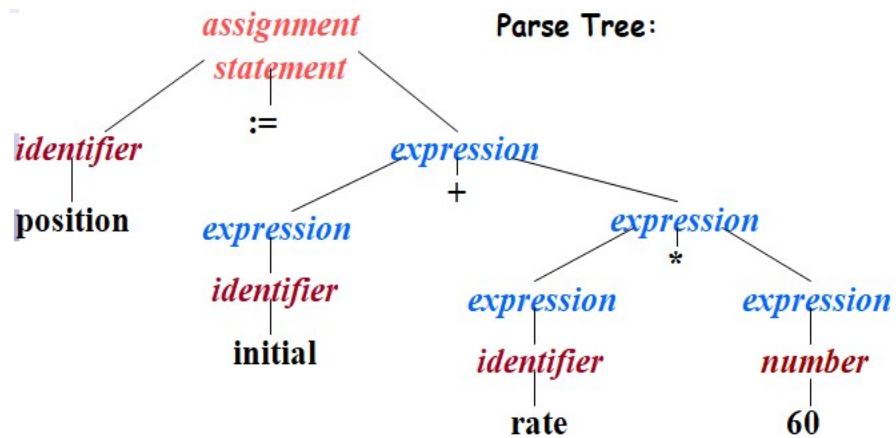 assignment Parse Tree:
statement
:=
identifier expression
+
position expression expression
*
identifier expression expression
initial identifier number
rate 60